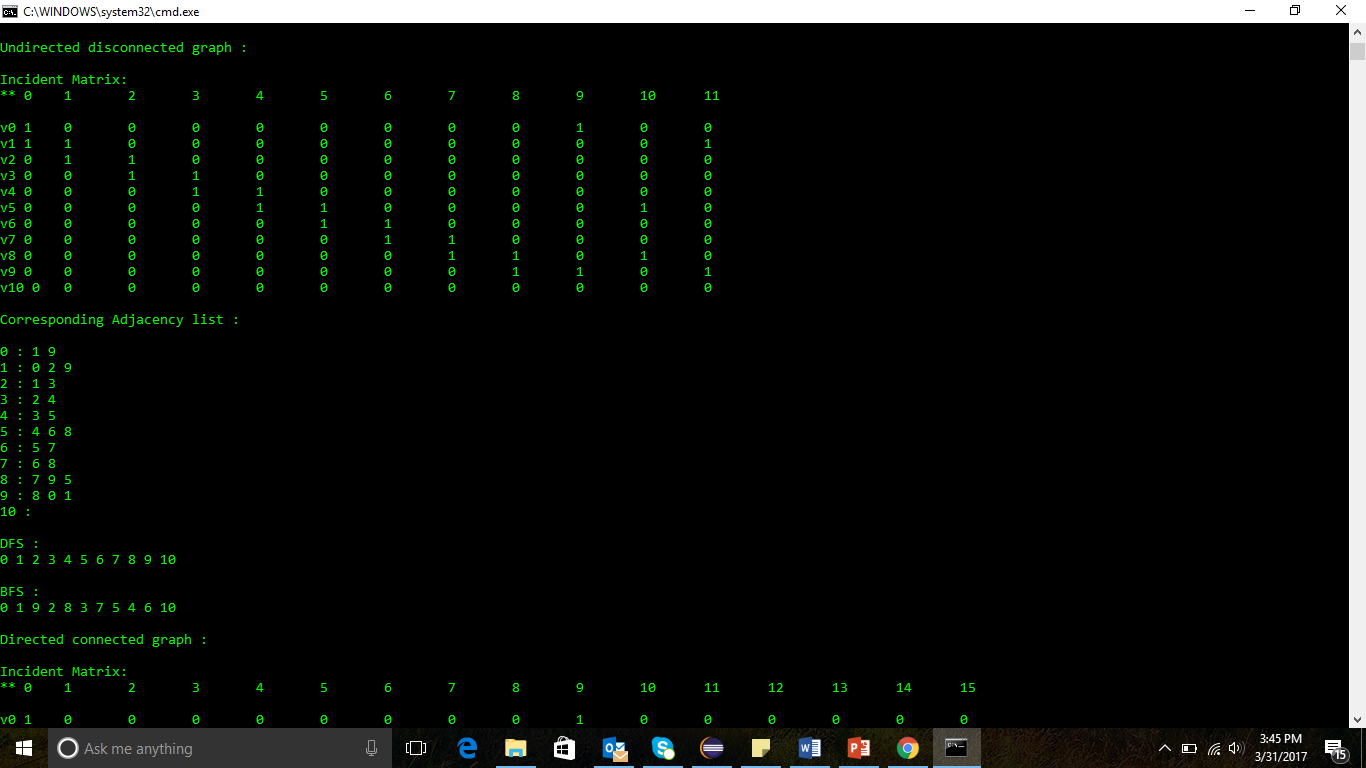 C:\WINDOWS\system32\cmd.exe
Undirected disconnected graph :
Incident Matrix:
** 0 1 2 3 4 5 6 7 8 9 10 11
v0 1 0 0 0 0 0 0 0 0 1 0 0
v1 1 1 0 0 0 0 0 0 0 0 0 1
v2 0 1 1 0 0 0 0 0 0 0 0 0
v3 0 0 1 1 0 0 0 0 0 0 0 0
v4 0 0 0 1 1 0 0 0 0 0 0 0
v5 0 0 0 0 1 1 0 0 0 0 1 0
v6 0 0 0 0 0 1 1 0 0 0 0 0
v7 0 0 0 0 0 0 1 1 0 0 0 0
v8 0 0 0 0 0 0 0 1 1 0 1 0
v9 0 0 0 0 0 0 0 0 1 1 0 1
v10 0 0 0 0 0 0 0 0 0 0 0 0
Corresponding Adjacency list :
0 : 1 9
1 : 0 2 9
2 : 1 3
3 : 2 4
4 : 3 5
5 : 4 6 8
6 : 5 7
7 : 6 8
8 : 7 9 5
9 : 8 0 1
10 :
DFS :
0 1 2 3 4 5 6 7 8 9 10
BFS :
0 1 9 2 8 3 7 5 4 6 10
Directed connected graph :
Incident Matrix:
** 0 1 2 3 4 5 6 7 8 9 10 11 12 13 14 15
v0 1 0 0 0 0 0 0 0 0 1 0 0 0 0 0 0
Ask me anything
3:45 PM
3/31/2017
15